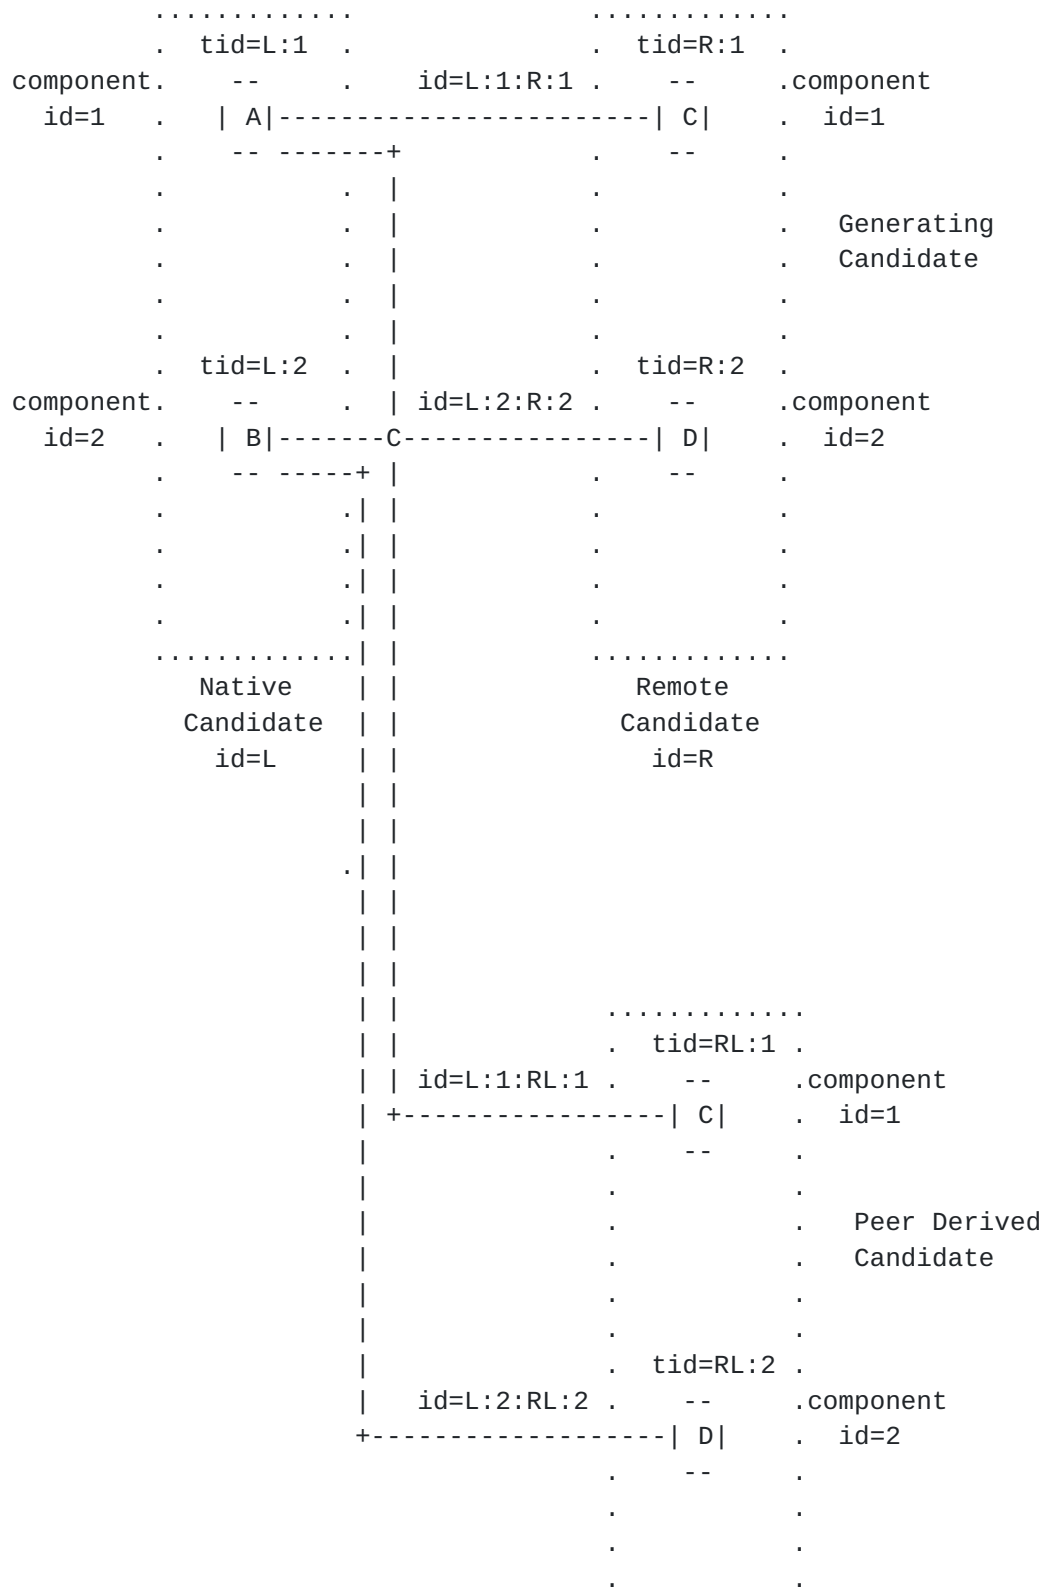 .............               .............
.  tid=L:1  .               .  tid=R:1  .
component.    --     .    id=L:1:R:1 .    --     .component
id=1   .   | A|------------------------| C|    .  id=1
.    -- -------+            .    --     .
.           .  |            .           .
.           .  |            .           .   Generating
.           .  |            .           .   Candidate
.           .  |            .           .
.           .  |            .           .
.  tid=L:2  .  |            .  tid=R:2  .
component.    --     .  | id=L:2:R:2 .    --     .component
id=2   .   | B|-------C----------------| D|    .  id=2
.    -- -----+ |            .    --     .
.           .| |            .           .
.           .| |            .           .
.           .| |            .           .
.           .| |            .           .
.............| |            .............
Native    | |               Remote
Candidate  | |              Candidate
id=L     | |                id=R
| |
| |
.| |
| |
| |
| |
| |             .............
| |             .  tid=RL:1 .
| | id=L:1:RL:1 .    --     .component
| +-----------------| C|    .  id=1
|               .    --     .
|               .           .
|               .           .   Peer Derived
|               .           .   Candidate
|               .           .
|               .           .
|               .  tid=RL:2 .
|   id=L:2:RL:2 .    --     .component
+-------------------| D|    .  id=2
.    --     .
.           .
.           .
.           .